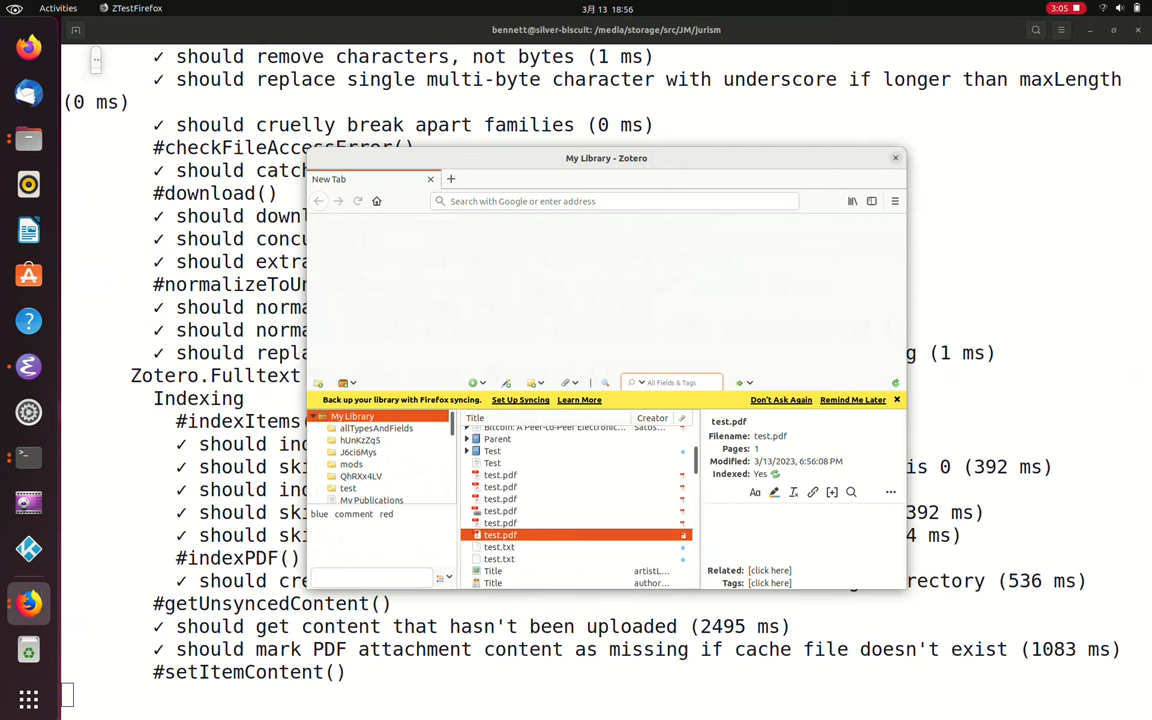 Activities
ZTestFirefox
3月 13 18:56
3:05
bennett@silver-biscuit: /media/storage/src/JM/jurism
✓ should remove characters, not bytes (1 ms)
✓ should replace single multi-byte character with underscore if longer than maxLength
(0 ms)
✓ should cruelly break apart families (0 ms)
#checkFileAccessError()
✓ should catch
#download()
✓ should
✓ should
✓ should
#normalizeToUn
✓ should norma
✓ should norma
✓ should repla
g (1 ms)
Zotero.Fulltext
Indexing
#indexItems
✓ should
✓ should
is 0 (392 ms)
✓ should
✓ should
392 ms)
✓ should
4 ms)
#indexPDF()
✓ should
rectory (536 ms)
#getUnsyncedContent()
✓ should get content that hasn't been uploaded (2495 ms)
✓ should mark PDF attachment content as missing if cache file doesn't exist (1083 ms)
#setItemContent()
My Library - Zotero
New Tab
Search with Google or enter address
All Fields & Tags
Back up your library with Firefox syncing. Set Up Syncing Learn More Don't Ask Again Remind Me Later
My Library
allTypesAndFields
hUnKzZq5
J6ci6Mys
mods
QhRXx4LV
test
My Publications
blue comment red
Title Creator
Bitcoin: A Peer-to-Peer Electronic... Satos...
Parent
Test
Test
test.pdf
test.pdf
test.pdf
test.pdf
test.pdf
test.pdf
test.txt
test.txt
Title artistL...
Title author...
test.pdf
Filename: test.pdf
Pages: 1
Modified: 3/13/2023, 6:56:08 PM
Indexed: Yes
Related: [click here]
Tags: [click here]